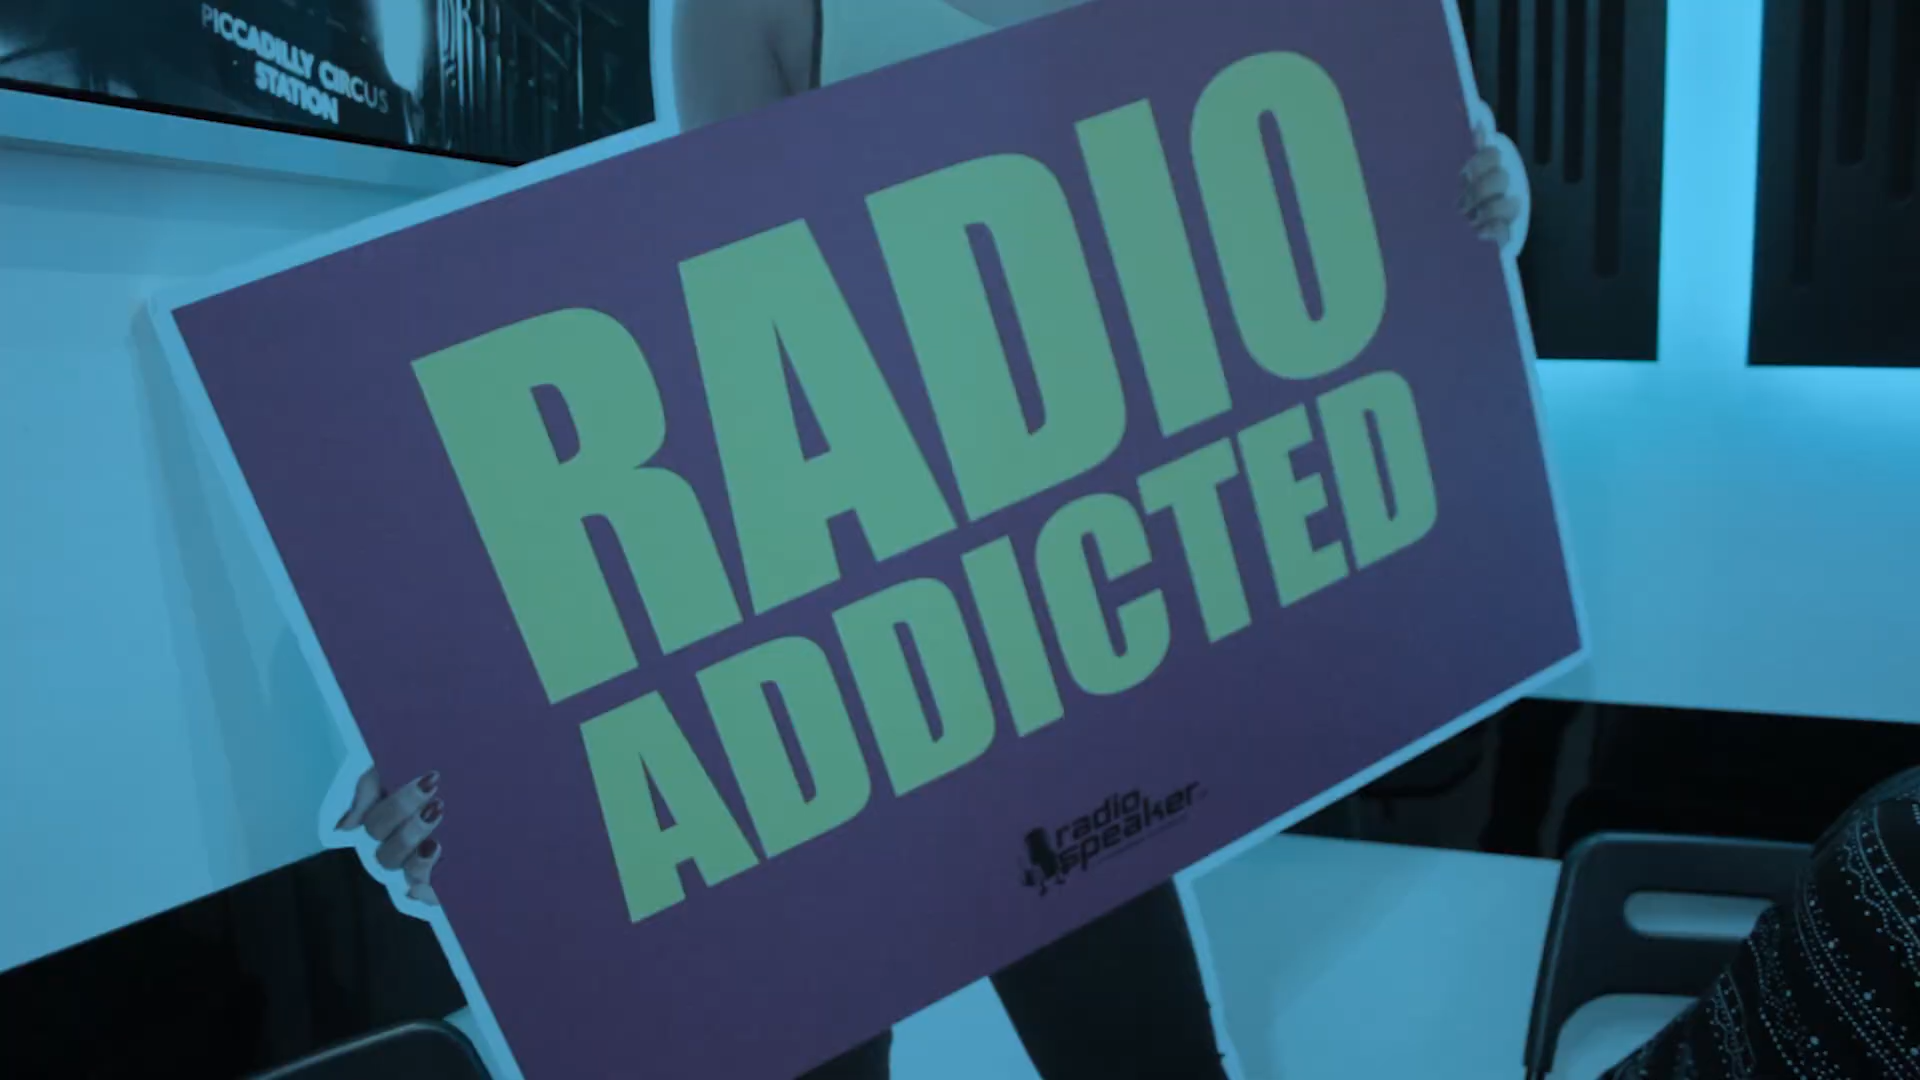 PICCADILLY CIRCUS
STATION
RADIO
ADDICTED
radio
speaker